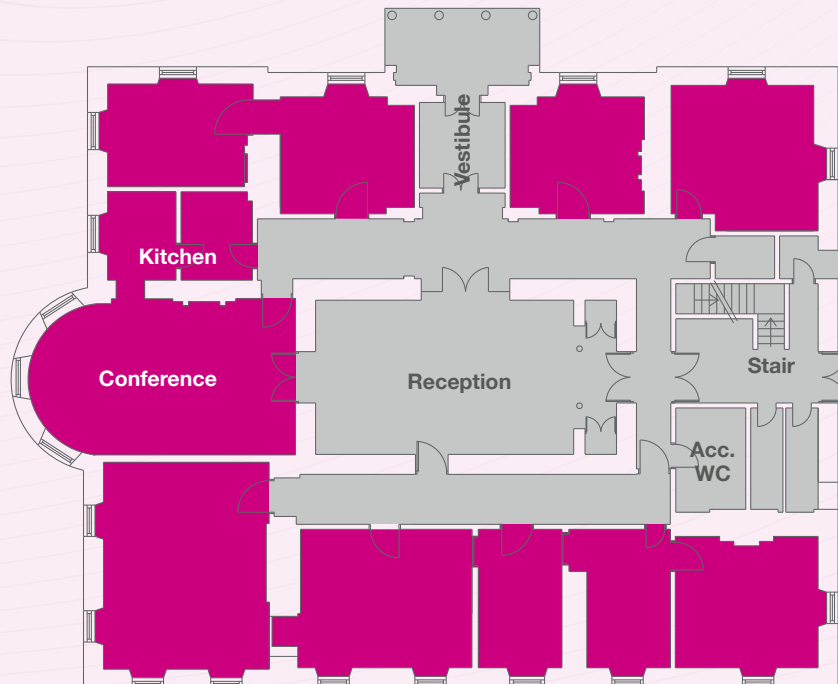 Vestibule
Kitchen
Conference
Reception
Stair
Acc.
WC